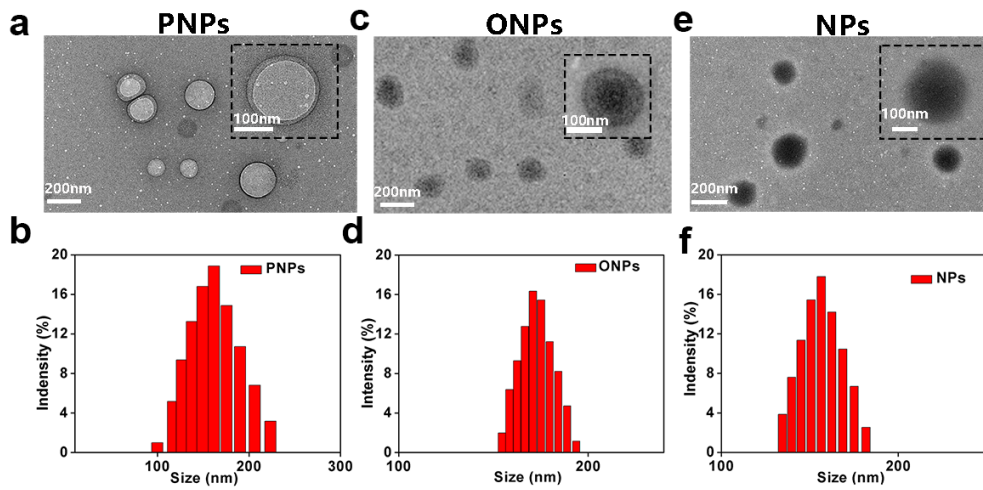 a PNPs
c ONPs
e NPs
100nm
100nm
100nm
200nm
200nm
200nm
b
20
16
12
8
4
0
Indensity (%)
PNPs
100 200 300
Size (nm)
d
20
16
12
8
4
0
Intensity (%)
ONPs
100 200
Size (nm)
f
20
16
12
8
4
0
Indensity (%)
NPs
100 200
Size (nm)